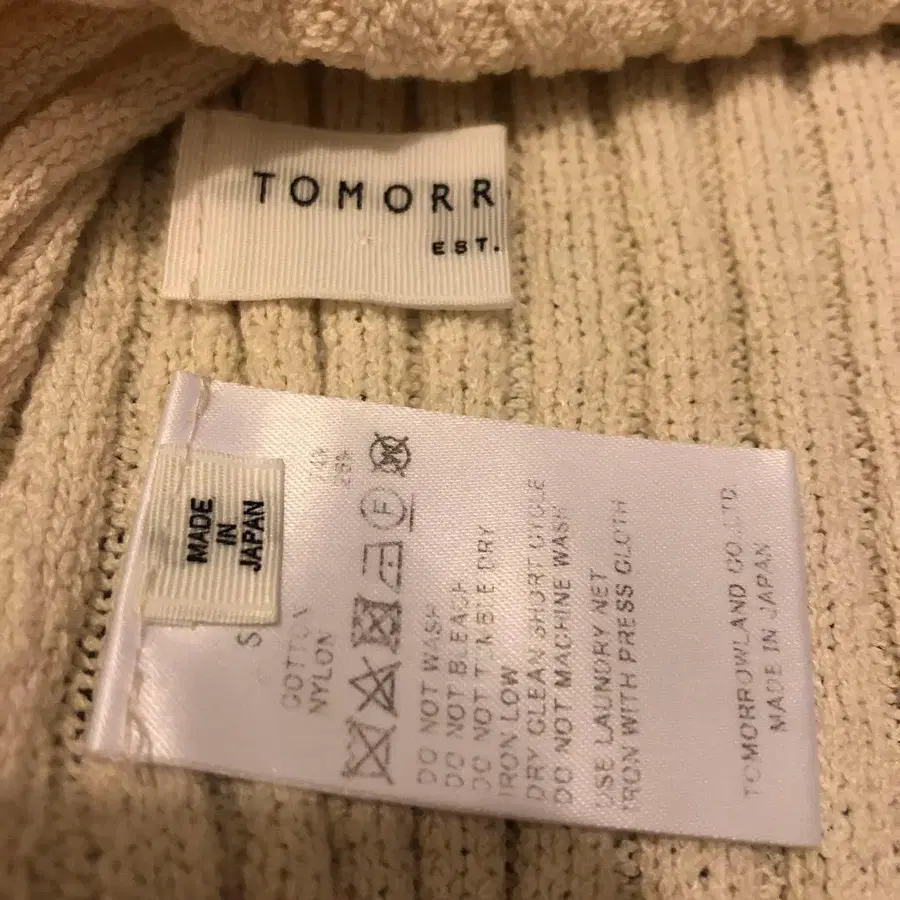 TOMORR
EST.
MADE
IN
JAPAN
S
COTTON
NYLON
F
DO NOT WASH
DO NOT BLEACH
DO NOT TUMBLE DRY
IRON LOW
DRY CLEAN SHORT CYCLE
DO NOT MACHINE WASH
USE LAUNDRY NET
IRON WITH PRESS CLOTH
TOMORROWLAND CO.,LTD.
MADE IN JAPAN